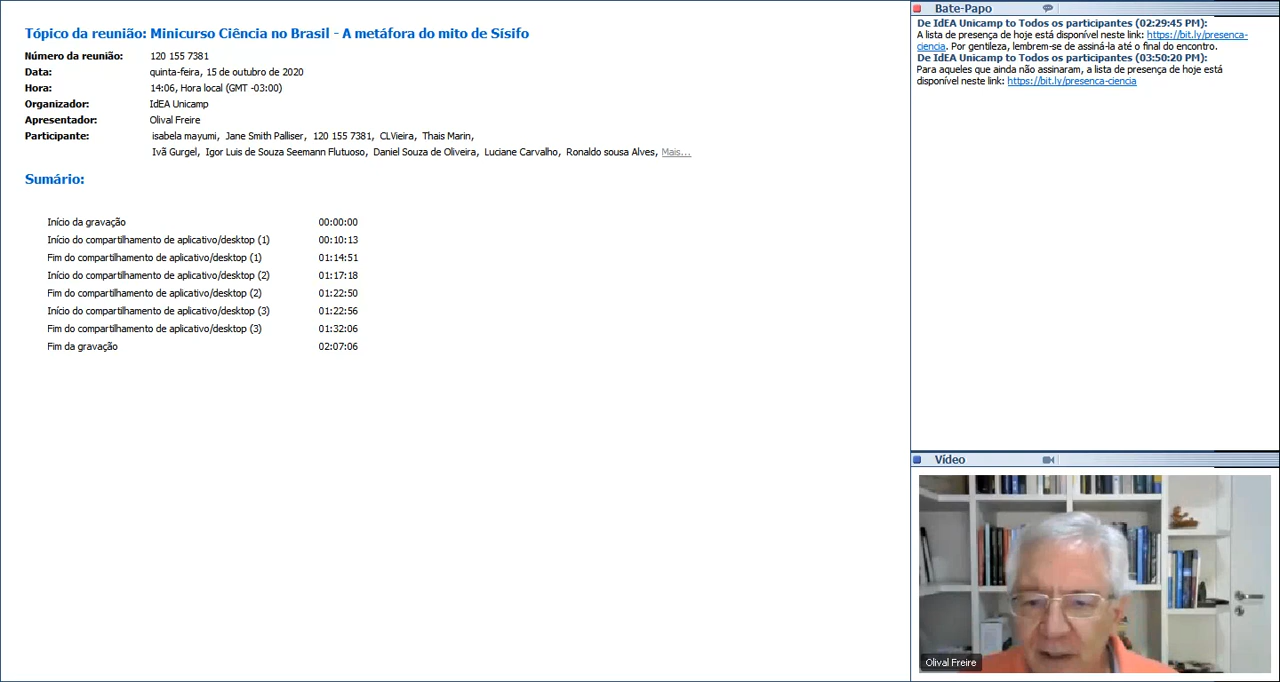 Tópico da reunião: Minicurso Ciência no Brasil - A metáfora do mito de Sísifo
Número da reunião: 120 155 7381
Data: quinta-feira, 15 de outubro de 2020
Hora: 14:06, Hora local (GMT -03:00)
Organizador: IdEA Unicamp
Apresentador: Olival Freire
Participante: isabela mayumi, Jane Smith Palliser, 120 155 7381, CLVieira, Thais Marin,
Ivã Gurgel, Igor Luis de Souza Seemann Flutuoso, Daniel Souza de Oliveira, Luciane Carvalho, Ronaldo sousa Alves, Mais...
Sumário:
Início da gravação 00:00:00
Início do compartilhamento de aplicativo/desktop (1) 00:10:13
Fim do compartilhamento de aplicativo/desktop (1) 01:14:51
Início do compartilhamento de aplicativo/desktop (2) 01:17:18
Fim do compartilhamento de aplicativo/desktop (2) 01:22:50
Início do compartilhamento de aplicativo/desktop (3) 01:22:56
Fim do compartilhamento de aplicativo/desktop (3) 01:32:06
Fim da gravação 02:07:06
Bate-Papo
De IdEA Unicamp to Todos os participantes (02:29:45 PM):
A lista de presença de hoje está disponível neste link: https://bit.ly/presenca-
ciencia. Por gentileza, lembrem-se de assiná-la até o final do encontro.
De IdEA Unicamp to Todos os participantes (03:50:20 PM):
Para aqueles que ainda não assinaram, a lista de presença de hoje está
disponível neste link: https://bit.ly/presenca-ciencia
Vídeo
Olival Freire